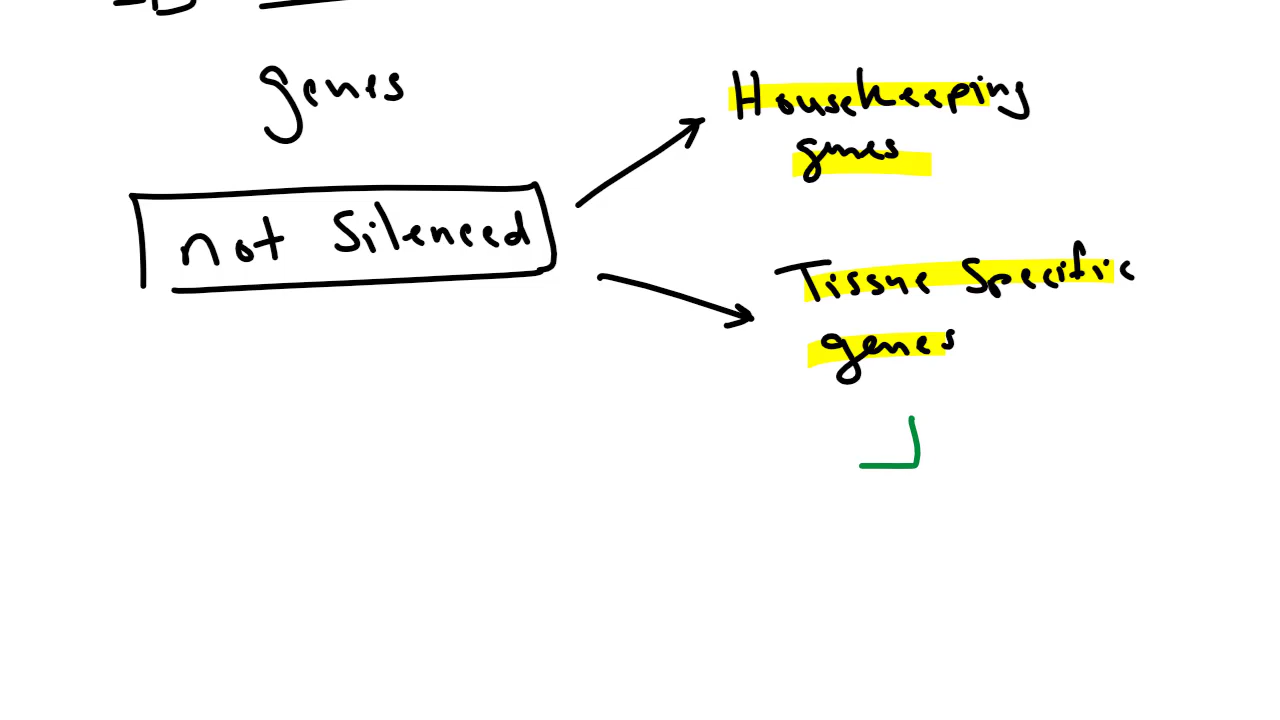 genes
Housekeeping
genes
not Silenced
Tissue Specific
genes